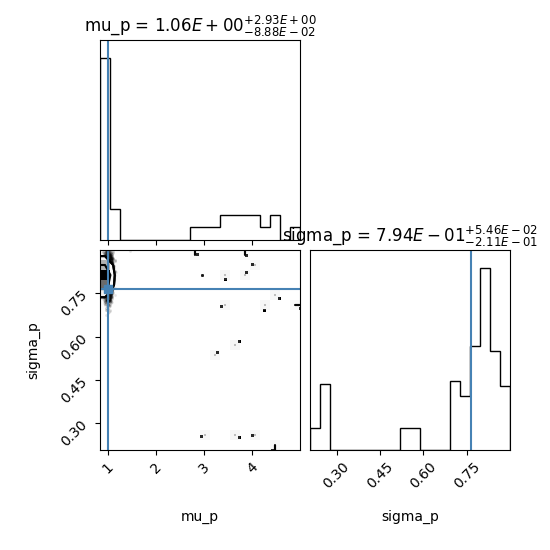 mu_p = 1.06E + 00+2.93E+00−8.88E−02
sigma_p = 7.94E − 01+5.46E−02−2.11E−01
0.75
0.60
0.45
0.30
sigma_p
1 2 3 4
0.30 0.45 0.60 0.75
mu_p
sigma_p